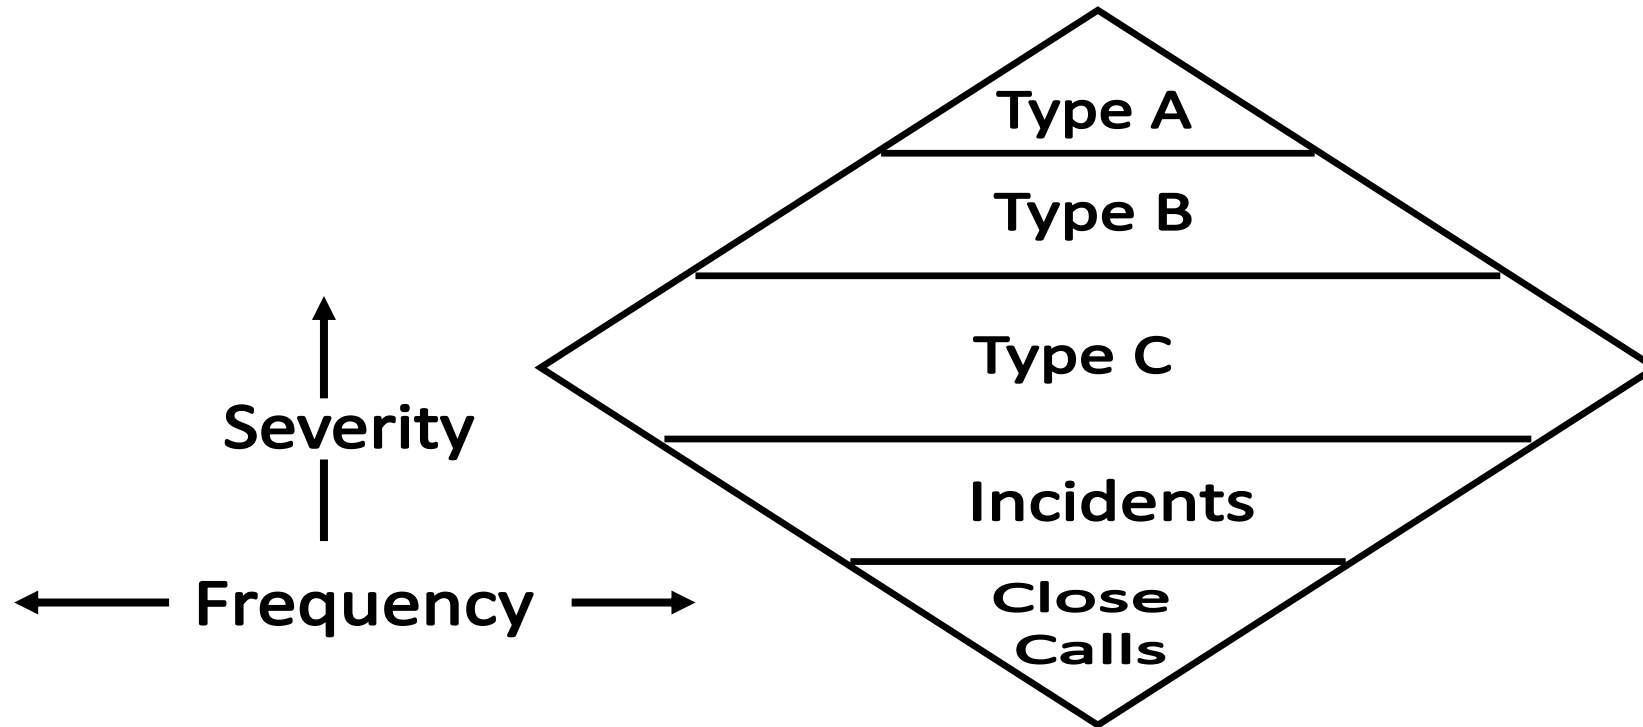 Type A
Type B
Type C
Severity
Incidents
Frequency
Close
Calls